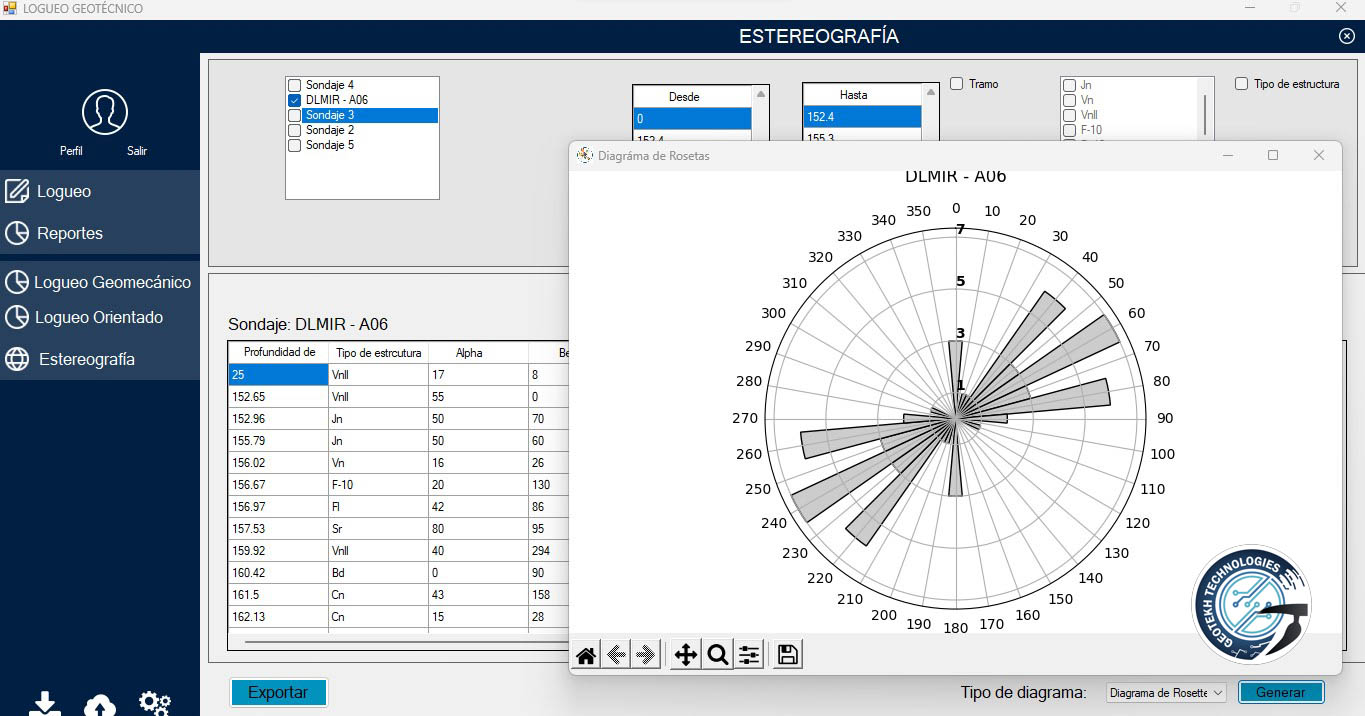 LOGUEO GEOTÉCNICO
ESTEREOGRAFÍA
Perfil
Salir
Logueo
Reportes
Logueo Geomecánico
Logueo Orientado
Estereografía
Sondaje 4
DLMIR - A06
Sondaje 3
Sondaje 2
Sondaje 5
Desde
0
152.4
Hasta
152.4
155.3
Tramo
Jn
Vn
Vnll
F-10
Tipo de estructura
Sondaje: DLMIR - A06
Profundidad de Tipo de estrcutura Alpha Be
25 Vnll 17 8
152.65 Vnll 55 0
152.96 Jn 50 70
155.79 Jn 50 60
156.02 Vn 16 26
156.67 F-10 20 130
156.97 Fl 42 86
157.53 Sr 80 95
159.92 Vnll 40 294
160.42 Bd 0 90
161.5 Cn 43 158
162.13 Cn 15 28
Diagráma de Rosetas
DLMIR - A06
0
10
20
30
40
50
60
70
80
90
100
110
120
130
140
150
160
170
180
190
200
210
220
230
240
250
260
270
280
290
300
310
320
330
340
350
7
5
3
1
GEOTEKH TECHNOLOGIES
Exportar
Tipo de diagrama:
Diagrama de Rosette
Generar